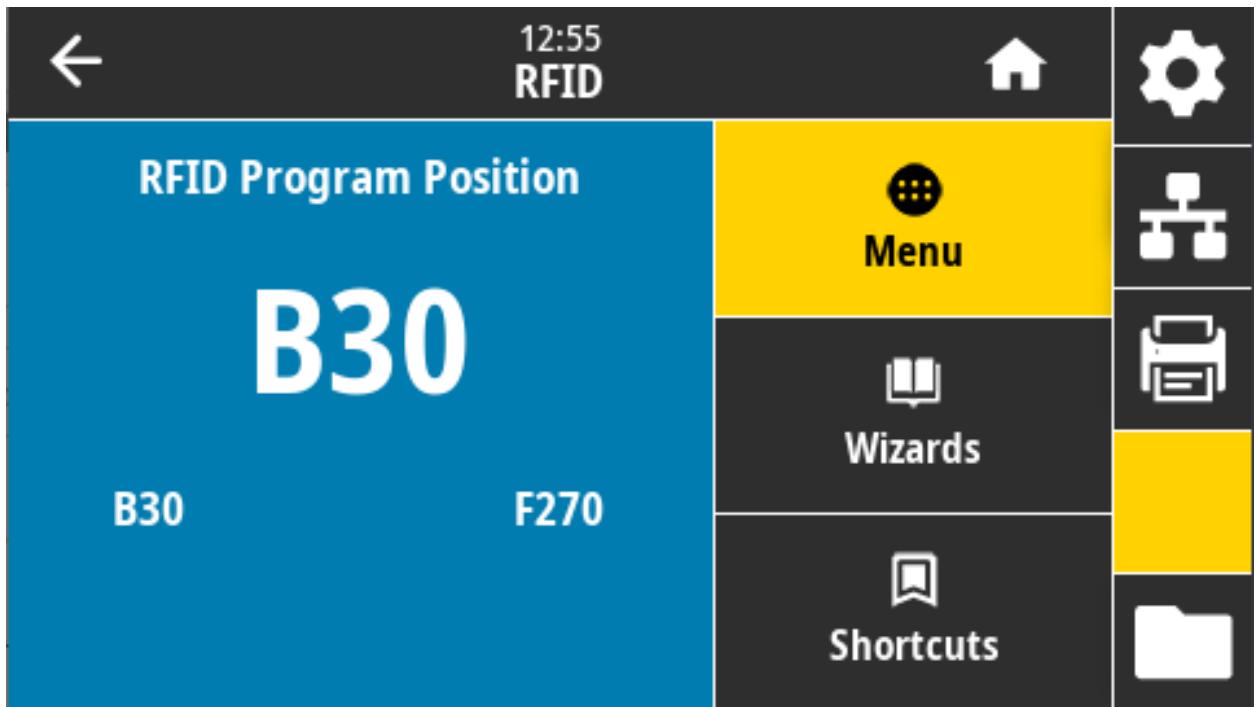 12:55
RFID
RFID Program Position
B30
B30
F270
Menu
Wizards
Shortcuts